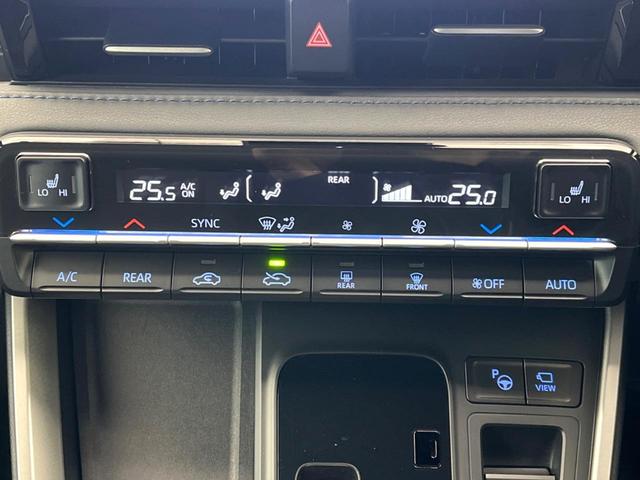 LO HI
25.5 A/C ON
REAR
AUTO 25.0
LO HI
SYNC
A/C
REAR
REAR
FRONT
OFF
AUTO
P
VIEW